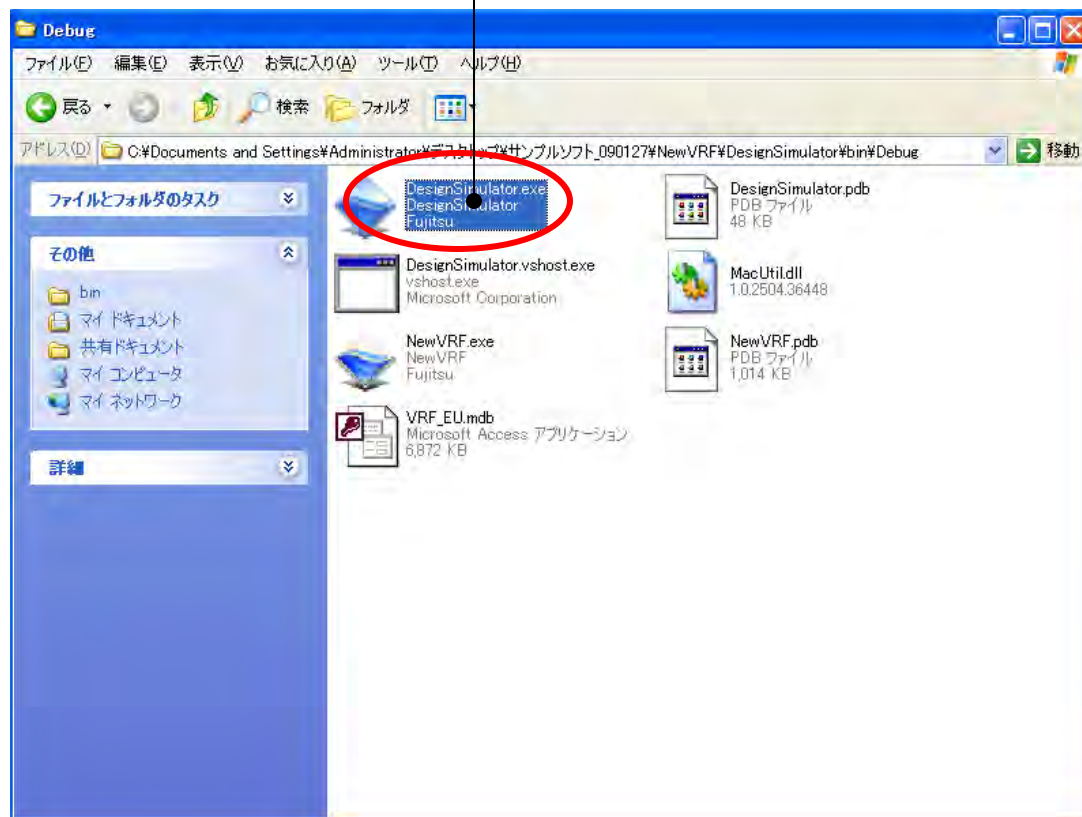 Debug
ファイル(F) 編集(E) 表示(V) お気に入り(A) ツール(T) ヘルプ(H)
戻る 検索 フォルダ
アドレス(D) C:¥Documents and Settings¥Administrator¥デスクトップ¥サンプルソフト_090127¥NewVRF¥DesignSimulator¥bin¥Debug 移動
ファイルとフォルダのタスク
その他
bin
マイ ドキュメント
共有ドキュメント
マイ コンピュータ
マイ ネットワーク
詳細
DesignSimulator.exe
DesignSimulator
Fujitsu
DesignSimulator.pdb
PDB ファイル
48 KB
DesignSimulator.vshost.exe
vshost.exe
Microsoft Corporation
MacUtil.dll
1.0.2504.36448
NewVRF.exe
NewVRF
Fujitsu
NewVRF.pdb
PDB ファイル
1,014 KB
VRF_EU.mdb
Microsoft Access アプリケーション
6,872 KB